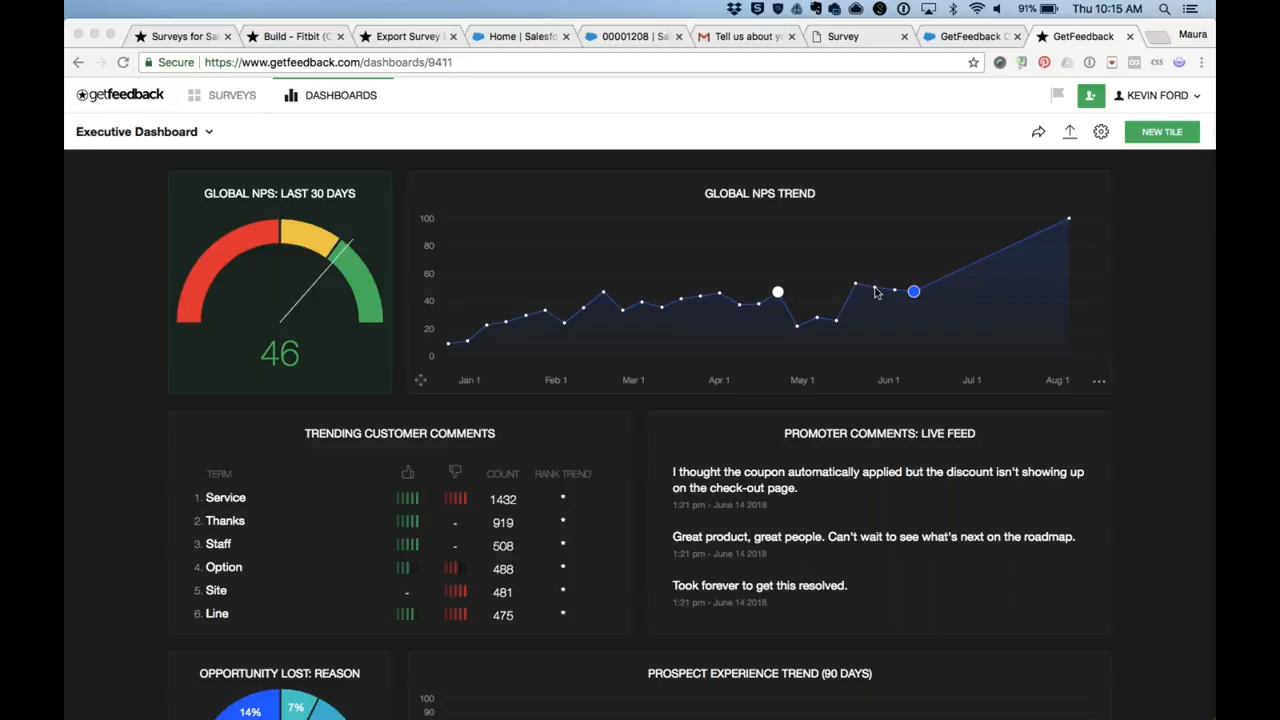 91% Thu 10:15 AM
Surveys for Sal
Build - Fitbit (C
Export Survey
Home | Salesfo
00001208 | Sal
Tell us about yo
Survey
GetFeedback C
GetFeedback
Maura
Secure https://www.getfeedback.com/dashboards/9411
getfeedback SURVEYS DASHBOARDS KEVIN FORD
Executive Dashboard NEW TILE
GLOBAL NPS: LAST 30 DAYS
46
GLOBAL NPS TREND
100
80
60
40
20
0
Jan 1 Feb 1 Mar 1 Apr 1 May 1 Jun 1 Jul 1 Aug 1
TRENDING CUSTOMER COMMENTS
TERM COUNT RANK TREND
1. Service 1432 *
2. Thanks - 919 *
3. Staff - 508 *
4. Option 488 *
5. Site - 481 *
6. Line 475 *
PROMOTER COMMENTS: LIVE FEED
I thought the coupon automatically applied but the discount isn't showing up
on the check-out page.
1:21 pm - June 14 2018
Great product, great people. Can't wait to see what's next on the roadmap.
1:21 pm - June 14 2018
Took forever to get this resolved.
1:21 pm - June 14 2018
OPPORTUNITY LOST: REASON
14% 7%
PROSPECT EXPERIENCE TREND (90 DAYS)
100
90